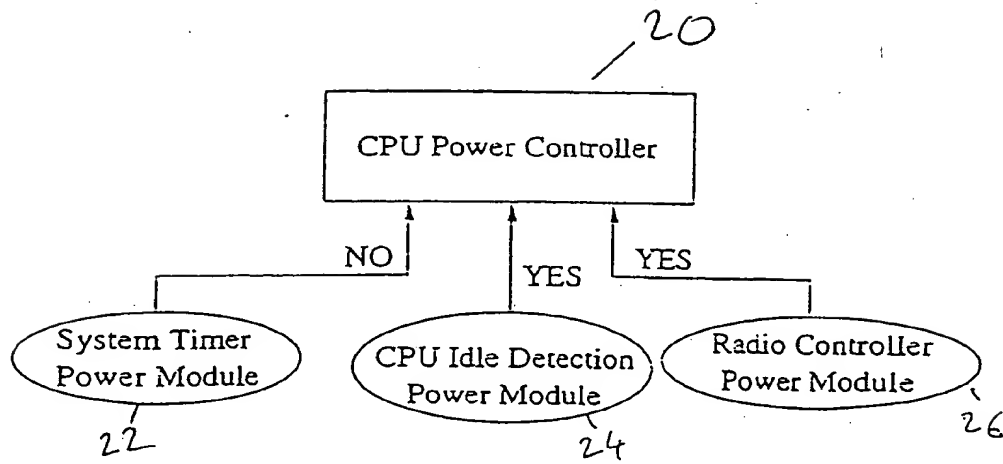 20
CPU Power Controller
NO
YES
YES
System Timer
Power Module
CPU Idle Detection
Power Module
Radio Controller
Power Module
22
24
26